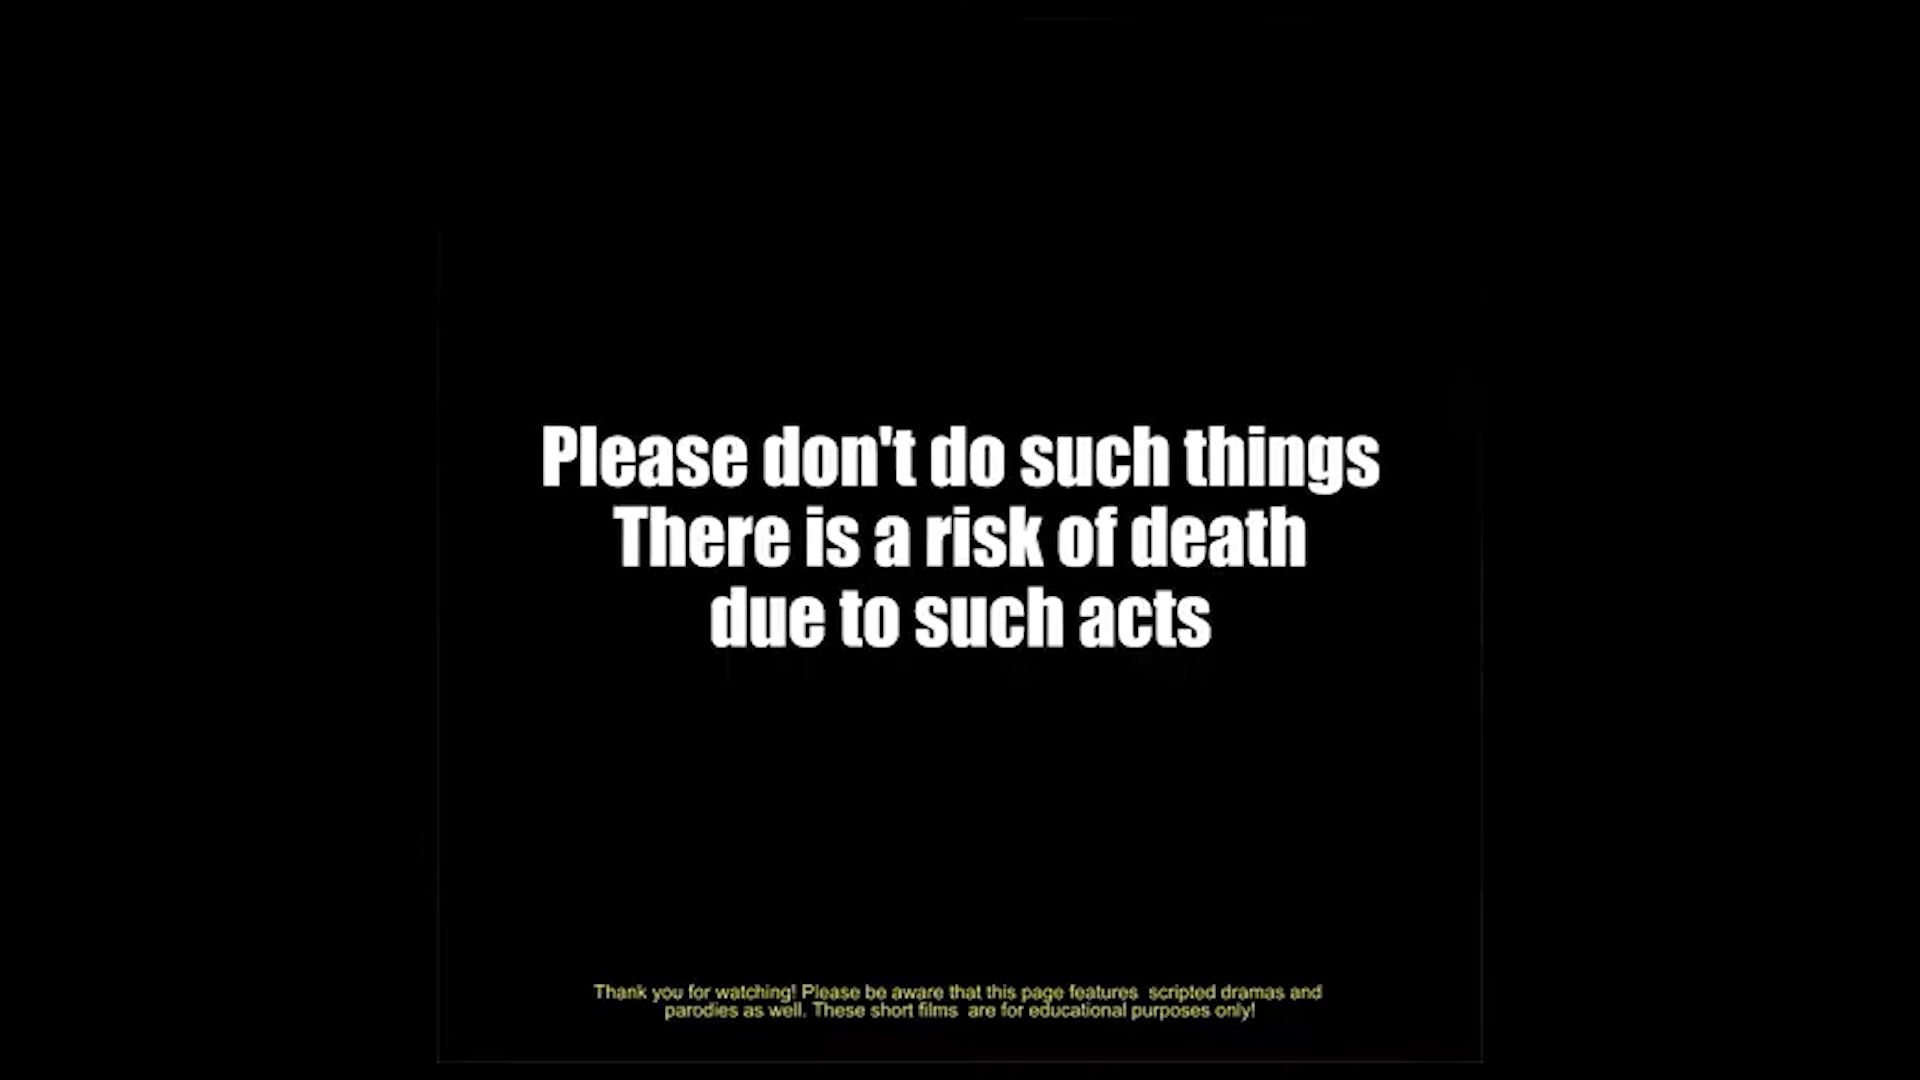 Please don't do such things
There is a risk of death
due to such acts
Thank you for watching! Please be aware that this page features  scripted dramas and
parodies as well. These short films  are for educational purposes only!